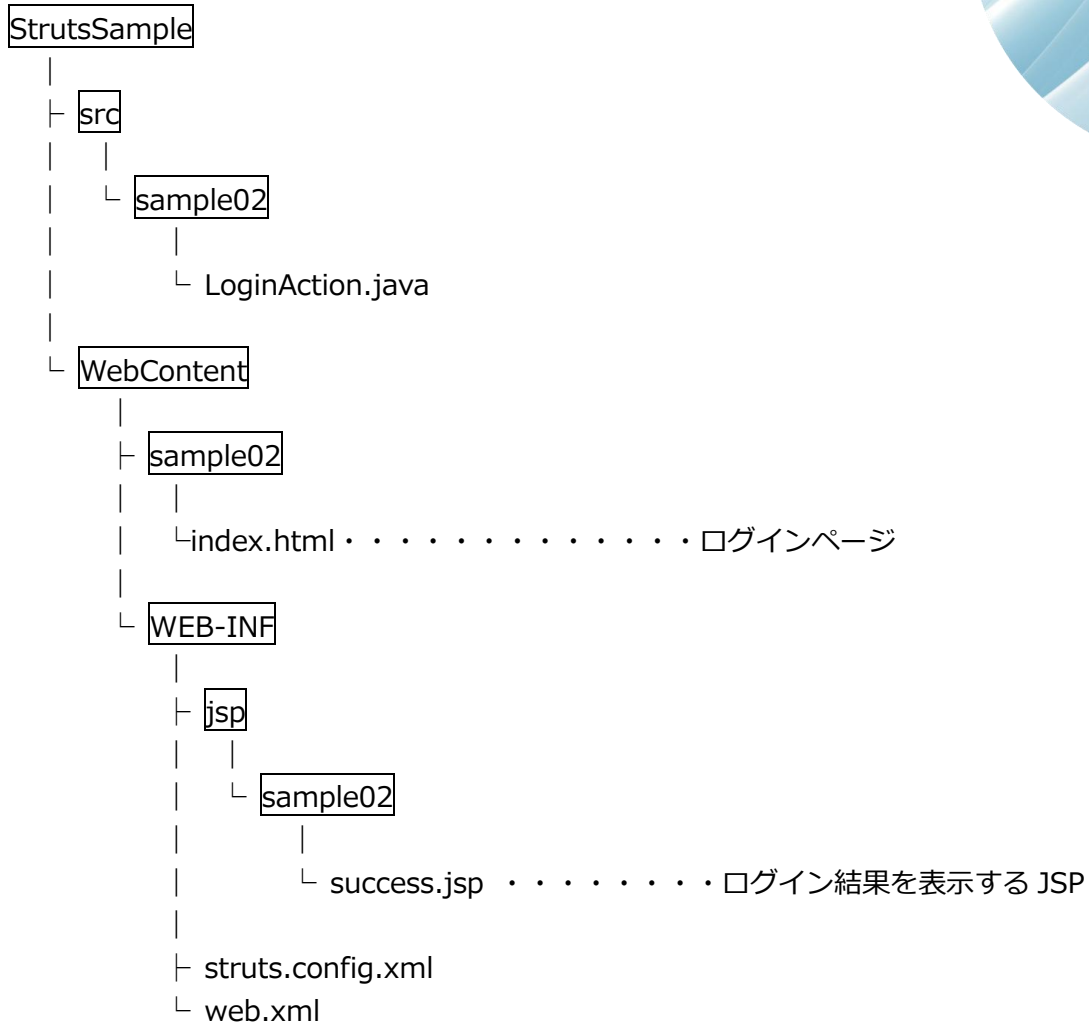 StrutsSample
│
├ src
│ │
│ └ sample02
│ │
│ └ LoginAction.java
│
└ WebContent
│
├ sample02
│ │
│ └index.html・・・・・・・・・・・・・ログインページ
│
└ WEB-INF
│
├ jsp
│ │
│ └ sample02
│ │
│ └ success.jsp ・・・・・・・・ログイン結果を表示する JSP
│
├ struts.config.xml
└ web.xml